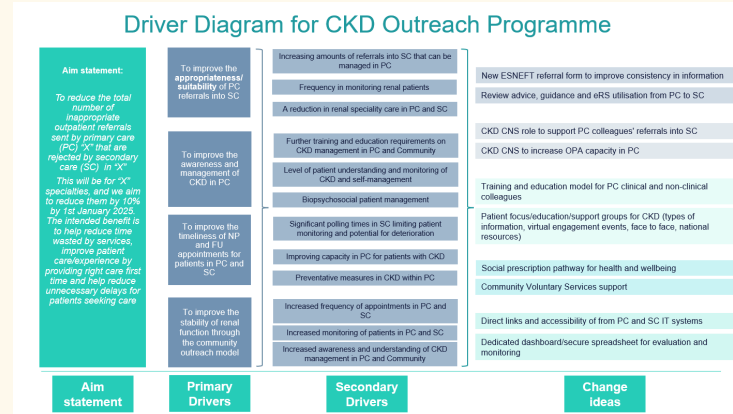 Driver Diagram for CKD Outreach Programme
Aim statement:
To reduce the total
number of
inappropriate
outpatient referrals
sent by primary care
(PC) “X” that are
rejected by secondary
care (SC) in “X”
This will be for “X”
specialties, and we aim
to reduce them by 10%
by 1st January 2025.
The intended benefit is
to help reduce time
wasted by services,
improve patient
care/experience by
providing right care first
time and help reduce
unnecessary delays for
patients seeking care
To improve the
appropriateness/
suitability of PC
referrals into SC
To improve the
awareness and
management of
CKD in PC
To improve the
timeliness of NP
and FU
appointments for
patients in PC and
SC
To improve the
stability of renal
function through the
community
outreach model
Increasing amounts of referrals into SC that can be
managed in PC
Frequency in monitoring renal patients
A reduction in renal speciality care in PC and SC
Further training and education requirements on
CKD management in PC and Community
Level of patient understanding and monitoring of
CKD and self-management
Biopsychosocial patient management
Significant polling times in SC limiting patient
monitoring and potential for deterioration
Improving capacity in PC for patients with CKD
Preventative measures in CKD within PC
Increased frequency of appointments in PC and
SC
Increased monitoring of patients in PC and SC
Increased awareness and understanding of CKD
management in PC and Community
New ESNEFT referral form to improve consistency in information
Review advice, guidance and eRS utilisation from PC to SC
CKD CNS role to support PC colleagues' referrals into SC
CKD CNS to increase OPA capacity in PC
Training and education model for PC clinical and non-clinical
colleagues
Patient focus/education/support groups for CKD (types of
information, virtual engagement events, face to face, national
resources)
Social prescription pathway for health and wellbeing
Community Voluntary Services support
Direct links and accessibility of from PC and SC IT systems
Dedicated dashboard/secure spreadsheet for evaluation and
monitoring
Aim
statement
Primary
Drivers
Secondary
Drivers
Change
ideas